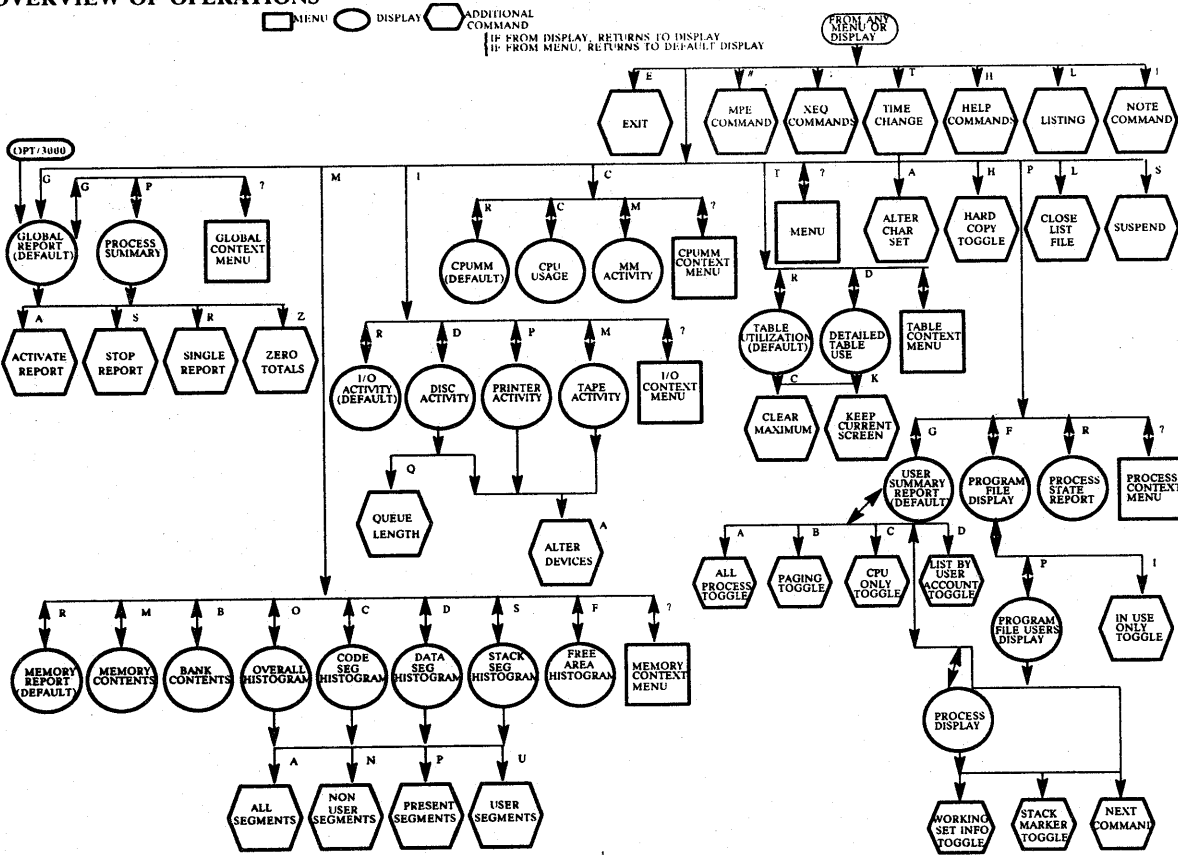 OVERVIEW OF OPERATIONS
MENU
DISPLAY
ADDITIONAL
COMMAND
IF FROM DISPLAY, RETURNS TO DISPLAY
IF FROM MENU, RETURNS TO DEFAULT DISPLAY
FROM ANY
MENU OR
DISPLAY
E
T
H
L
EXIT
MPE
COMMAND
XEQ
COMMANDS
TIME
CHANGE
HELP
COMMANDS
LISTING
NOTE
COMMAND
OPT/3000
G
G
P
?
M
I
C
T
?
A
H
P
L
S
GLOBAL
REPORT
(DEFAULT)
PROCESS
SUMMARY
GLOBAL
CONTEXT
MENU
MENU
ALTER
CHAR
SET
HARD
COPY
TOGGLE
CLOSE
LIST
FILE
SUSPEND
R
C
M
?
CPUMM
(DEFAULT)
CPU
USAGE
MM
ACTIVITY
CPUMM
CONTEXT
MENU
R
D
TABLE
UTILIZATION
(DEFAULT)
DETAILED
TABLE
USE
TABLE
CONTEXT
MENU
A
S
R
Z
ACTIVATE
REPORT
STOP
REPORT
SINGLE
REPORT
ZERO
TOTALS
R
D
P
M
?
I/O
ACTIVITY
(DEFAULT)
DISC
ACTIVITY
PRINTER
ACTIVITY
TAPE
ACTIVITY
I/O
CONTEXT
MENU
C
K
CLEAR
MAXIMUM
KEEP
CURRENT
SCREEN
Q
QUEUE
LENGTH
A
ALTER
DEVICES
G
F
R
?
USER
SUMMARY
REPORT
(DEFAULT)
PROGRAM
FILE
DISPLAY
PROCESS
STATE
REPORT
PROCESS
CONTEXT
MENU
A
B
C
D
ALL
PROCESS
TOGGLE
PAGING
TOGGLE
CPU
ONLY
TOGGLE
LIST BY
USER
ACCOUNT
TOGGLE
P
I
PROGRAM
FILE USERS
DISPLAY
IN USE
ONLY
TOGGLE
R
M
B
O
C
D
S
F
?
MEMORY
REPORT
(DEFAULT)
MEMORY
CONTENTS
BANK
CONTENTS
OVERALL
HISTOGRAM
CODE
SEG
HISTOGRAM
DATA
SEG
HISTOGRAM
STACK
SEG
HISTOGRAM
FREE
AREA
HISTOGRAM
MEMORY
CONTEXT
MENU
PROCESS
DISPLAY
A
N
P
U
ALL
SEGMENTS
NON
USER
SEGMENTS
PRESENT
SEGMENTS
USER
SEGMENTS
WORKING
SET INFO
TOGGLE
STACK
MARKER
TOGGLE
NEXT
COMMAND